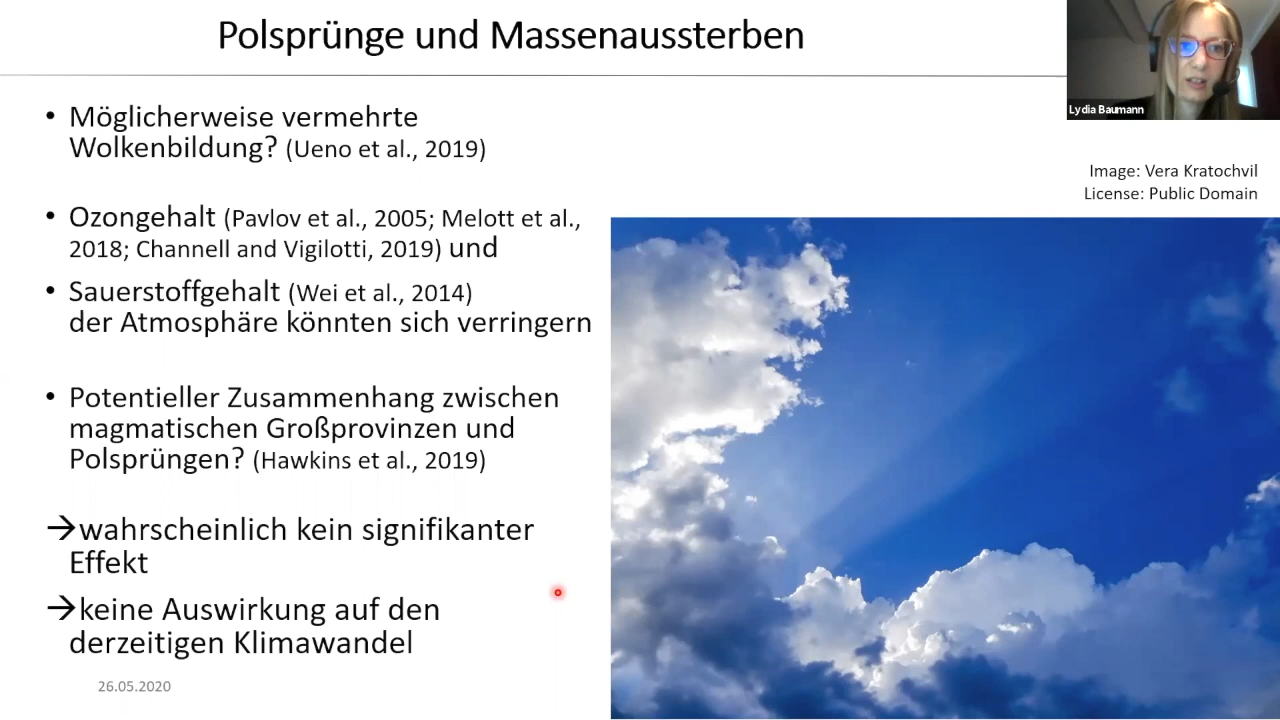 Polsprünge und Massenaussterben
Lydia Baumann
• Möglicherweise vermehrte
Wolkenbildung? (Ueno et al., 2019)
• Ozongehalt (Pavlov et al., 2005; Melott et al.,
2018; Channell and Vigilotti, 2019) und
• Sauerstoffgehalt (Wei et al., 2014)
der Atmosphäre könnten sich verringern
• Potentieller Zusammenhang zwischen
magmatischen Großprovinzen und
Polsprüngen? (Hawkins et al., 2019)
→wahrscheinlich kein signifikanter
Effekt
→keine Auswirkung auf den
derzeitigen Klimawandel
26.05.2020
Image: Vera Kratochvil
License: Public Domain